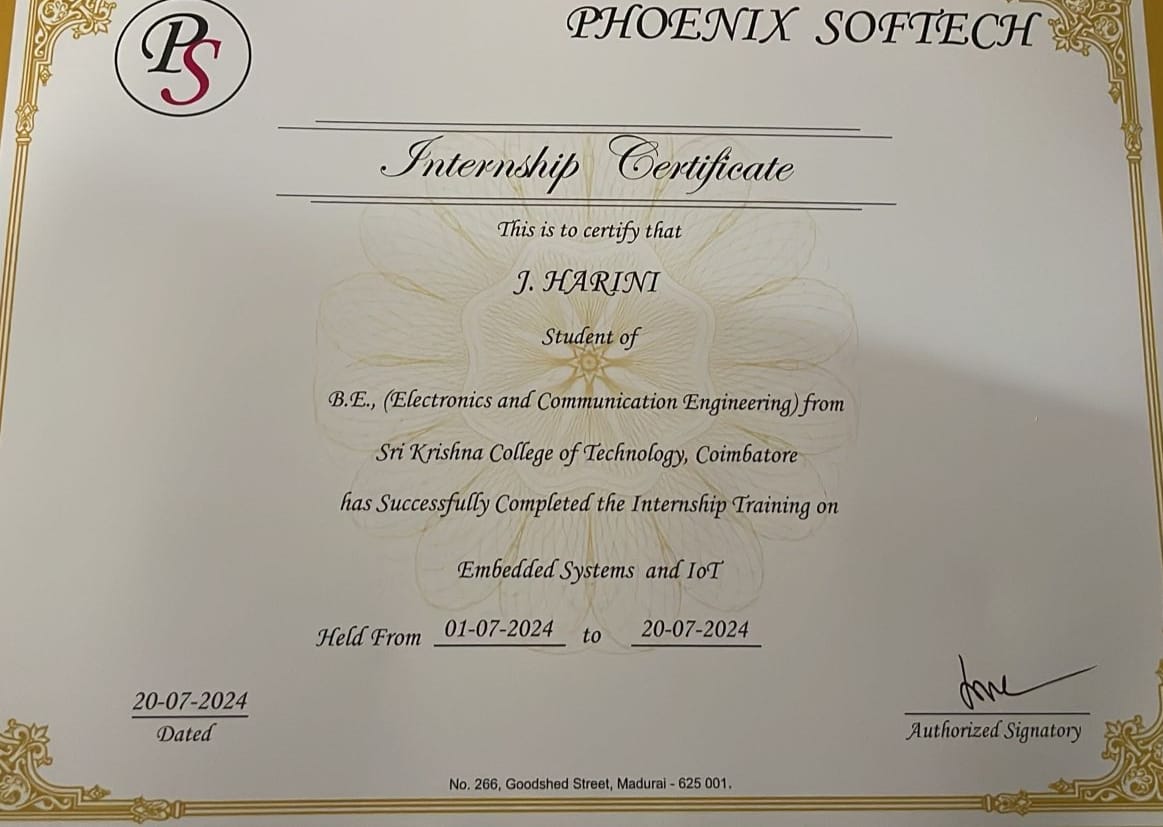 PS
PHOENIX SOFTECH
Internship Certificate
This is to certify that
J. HARINI
Student of
B.E., (Electronics and Communication Engineering) from
Sri Krishna College of Technology, Coimbatore
has Successfully Completed the Internship Training on
Embedded Systems and IoT
Held From 01-07-2024 to 20-07-2024
20-07-2024
Dated
Authorized Signatory
No. 266, Goodshed Street, Madurai - 625 001.